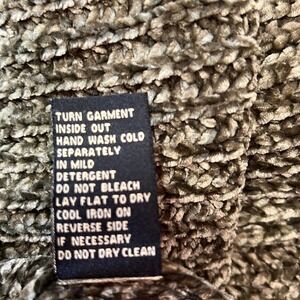 TURN GARMENT
INSIDE OUT
HAND WASH COLD
SEPARATELY
IN MILD
DETERGENT
DO NOT BLEACH
LAY FLAT TO DRY
COOL IRON ON
REVERSE SIDE
IF NECESSARY
DO NOT DRY CLEAN